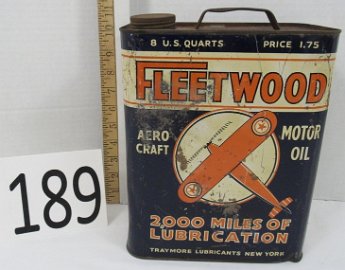 8 U.S. QUARTS PRICE 1.75
FLEETWOOD
AERO CRAFT
MOTOR OIL
2000 MILES OF
LUBRICATION
TRAYMORE LUBRICANTS NEW YORK
189